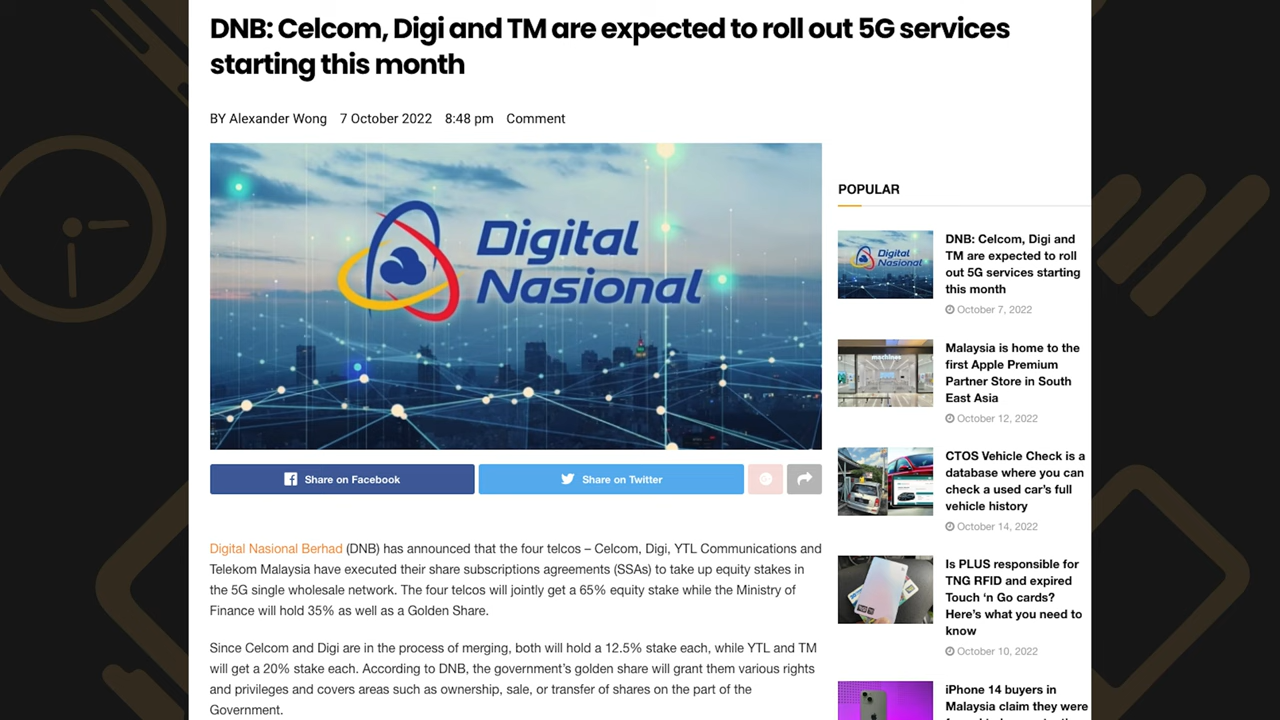 DNB: Celcom, Digi and TM are expected to roll out 5G services
starting this month
BY Alexander Wong 7 October 2022 8:48 pm Comment
Digital
Nasional
Share on Facebook
Share on Twitter
Digital Nasional Berhad (DNB) has announced that the four telcos – Celcom, Digi, YTL Communications and
Telekom Malaysia have executed their share subscriptions agreements (SSAs) to take up equity stakes in
the 5G single wholesale network. The four telcos will jointly get a 65% equity stake while the Ministry of
Finance will hold 35% as well as a Golden Share.
Since Celcom and Digi are in the process of merging, both will hold a 12.5% stake each, while YTL and TM
will get a 20% stake each. According to DNB, the government's golden share will grant them various rights
and privileges and covers areas such as ownership, sale, or transfer of shares on the part of the
Government.
POPULAR
Digital
Nasional
DNB: Celcom, Digi and
TM are expected to roll
out 5G services starting
this month
October 7, 2022
machines
Malaysia is home to the
first Apple Premium
Partner Store in South
East Asia
October 12, 2022
CTOS Vehicle Check is a
database where you can
check a used car's full
vehicle history
October 14, 2022
Is PLUS responsible for
TNG RFID and expired
Touch 'n Go cards?
Here's what you need to
know
October 10, 2022
iPhone 14 buyers in
Malaysia claim they were